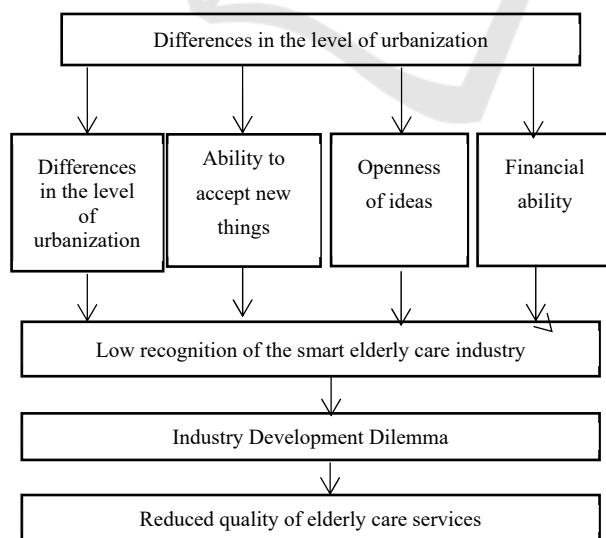 Differences in the level of urbanization
Differences
in the level
of
urbanization
Ability to
accept new
things
Openness
of ideas
Financial
ability
Low recognition of the smart elderly care industry
Industry Development Dilemma
Reduced quality of elderly care services